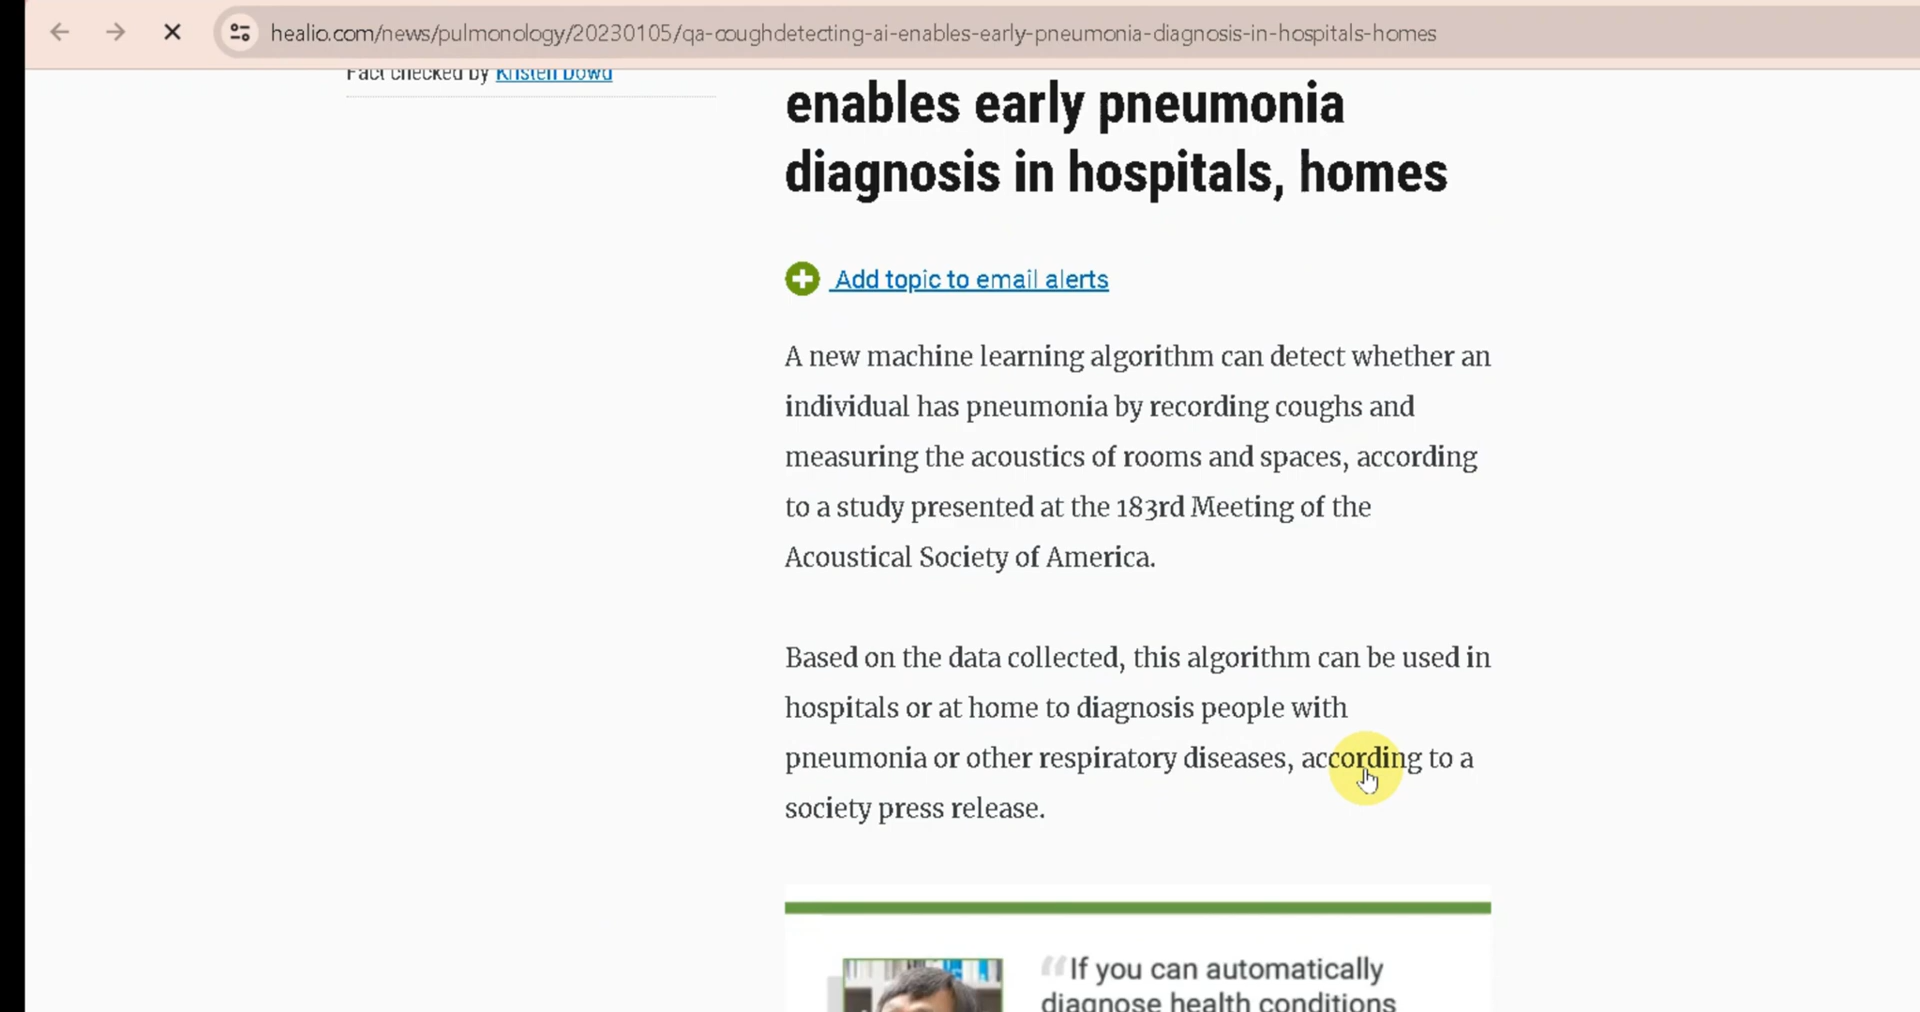 healio.com/news/pulmonology/20230105/qa-coughdetecting-ai-enables-early-pneumonia-diagnosis-in-hospitals-homes
Fact checked by Kristen Dowd
enables early pneumonia
diagnosis in hospitals, homes
Add topic to email alerts
A new machine learning algorithm can detect whether an
individual has pneumonia by recording coughs and
measuring the acoustics of rooms and spaces, according
to a study presented at the 183rd Meeting of the
Acoustical Society of America.
Based on the data collected, this algorithm can be used in
hospitals or at home to diagnosis people with
pneumonia or other respiratory diseases, according to a
society press release.
“If you can automatically
diagnose health conditions